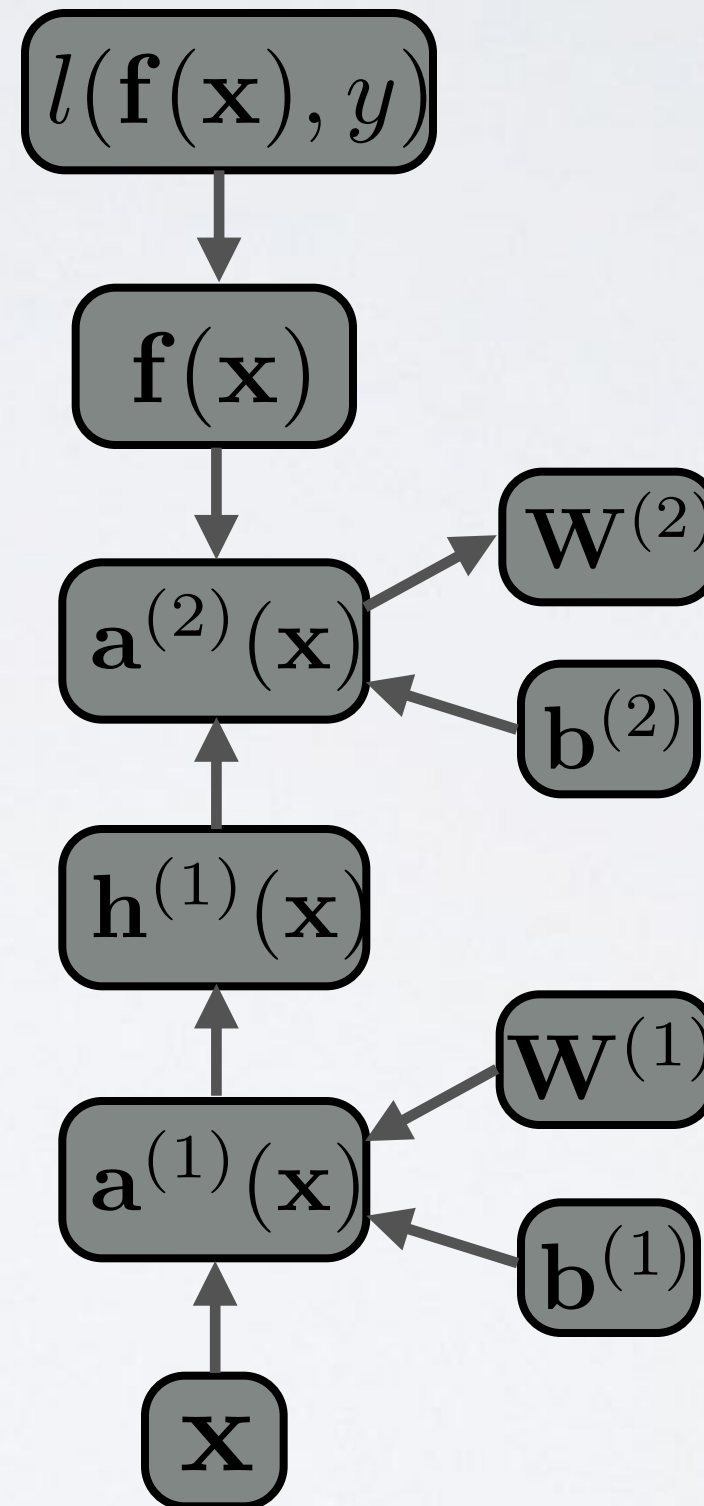 l(f(x), y)
f(x)
W^(2)
a^(2)(x)
b^(2)
h^(1)(x)
W^(1)
a^(1)(x)
b^(1)
x